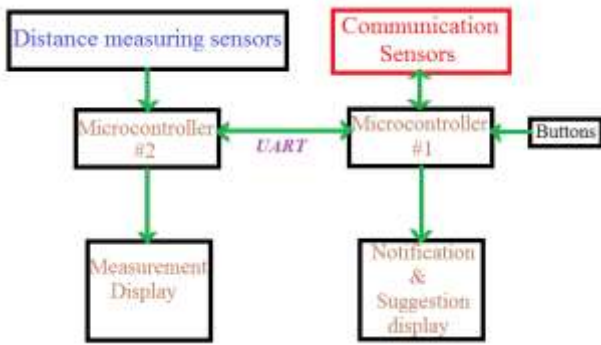 Distance measuring sensors
Communication
Sensors
Microcontroller
#2
UART
Microcontroller
#1
Buttons
Measurement
Display
Notification
&
Suggestion
display